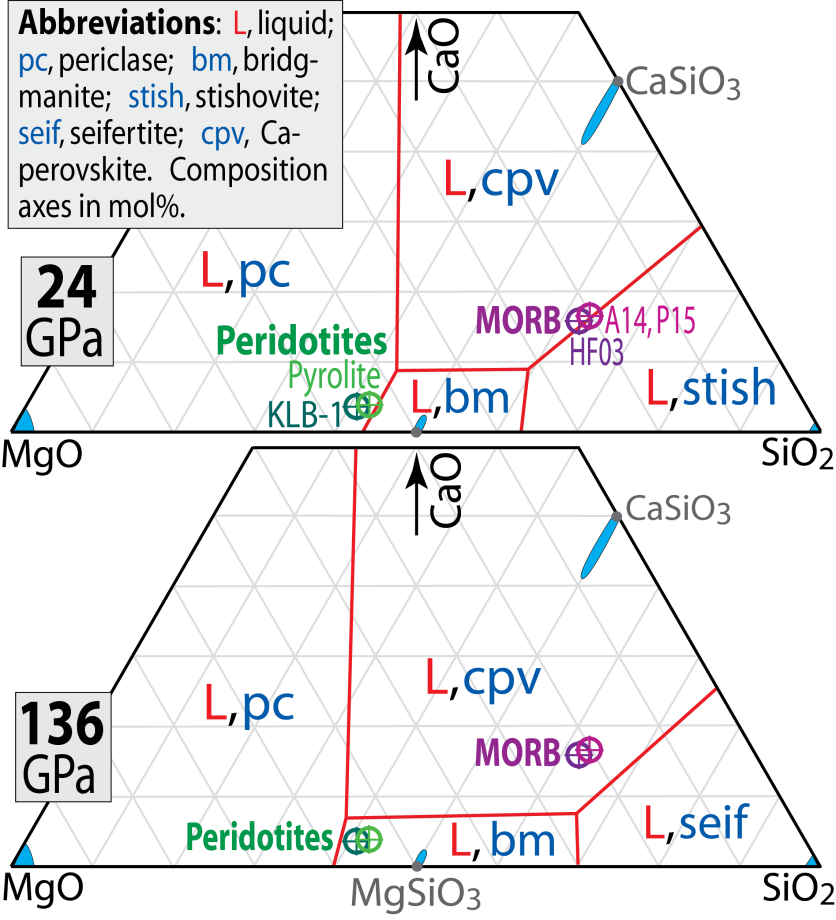 Abbreviations: L, liquid;
pc, periclase; bm, bridg-
manite; stish, stishovite;
seif, seifertite; cpv, Ca-
perovskite. Composition
axes in mol%.
CaO
CaSiO3
L,cpv
L,pc
24
GPa
MORB
A14, P15
HF03
Peridotites
Pyrolite
KLB-1
L,bm
L,stish
MgO
SiO2
CaO
CaSiO3
L,cpv
L,pc
136
GPa
MORB
Peridotites
L, bm
L,seif
MgO
MgSiO3
SiO2